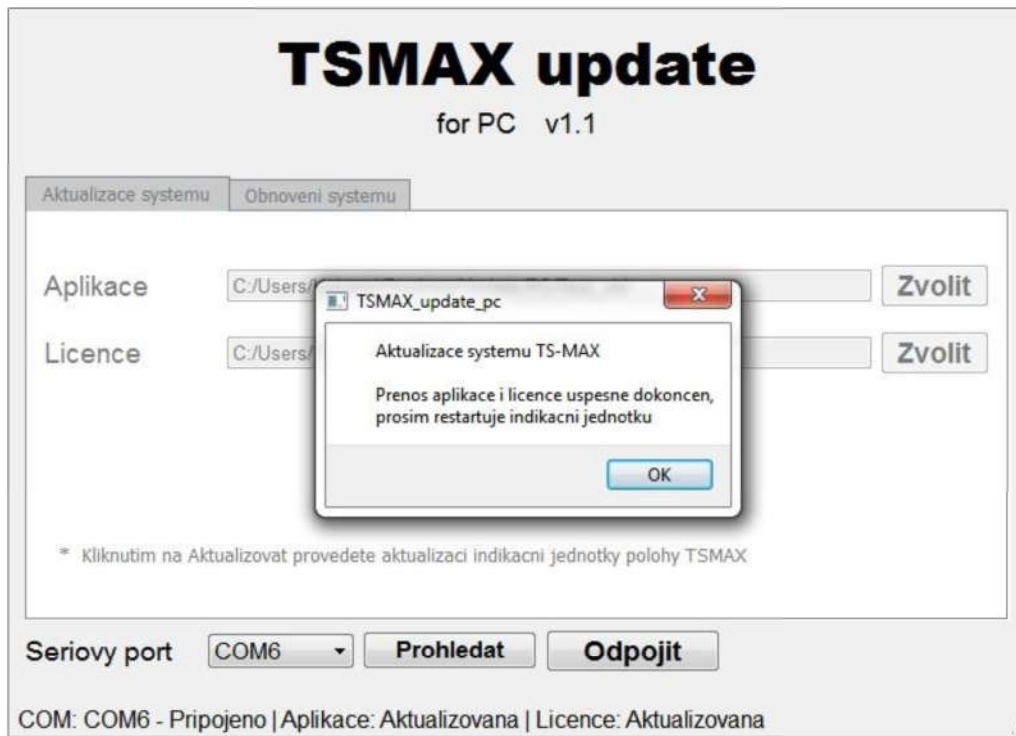 TSMAX update
for PC v1.1
Aktualizace systemu
Obnoveni systemu
Aplikace
C:/Users/
Zvolit
TSMAX_update_pc
Aktualizace systemu TS-MAX
Licence
C:/Users/
Zvolit
Prenos aplikace i licence uspesne dokoncen,
prosim restartuje indikacni jednotku
OK
* Kliknutim na Aktualizovat provedete aktualizaci indikacni jednotky polohy TSMAX
Seriovy port COM6 Prohledat Odpojit
COM: COM6 - Pripojeno | Aplikace: Aktualizovana | Licence: Aktualizovana